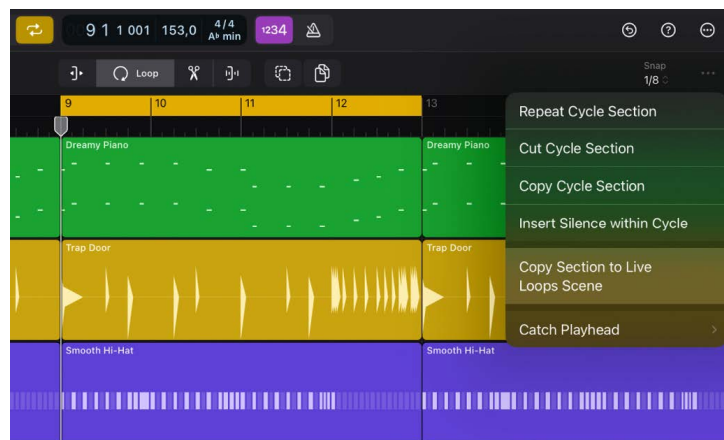 9 1 1 001 153,0 4/4
A♭ min 1234
Loop
Snap
1/8
9 10 11 12 13
Repeat Cycle Section
Cut Cycle Section
Copy Cycle Section
Insert Silence within Cycle
Copy Section to Live
Loops Scene
Catch Playhead
Dreamy Piano Dreamy Piano
Trap Door Trap Door
Smooth Hi-Hat Smooth Hi-Hat